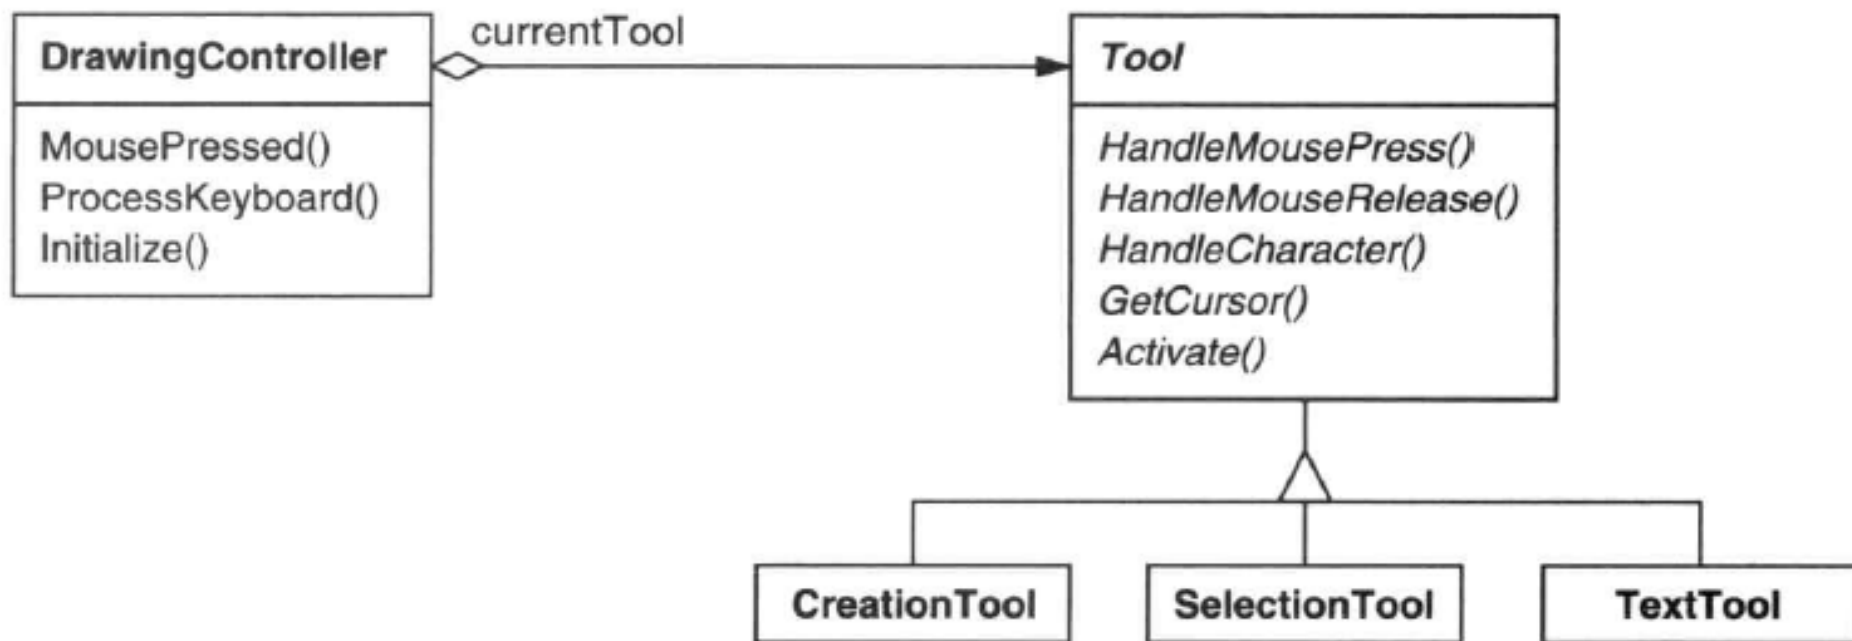 DrawingController
MousePressed()
ProcessKeyboard()
Initialize()
currentTool
Tool
HandleMousePress()
HandleMouseRelease()
HandleCharacter()
GetCursor()
Activate()
CreationTool
SelectionTool
TextTool